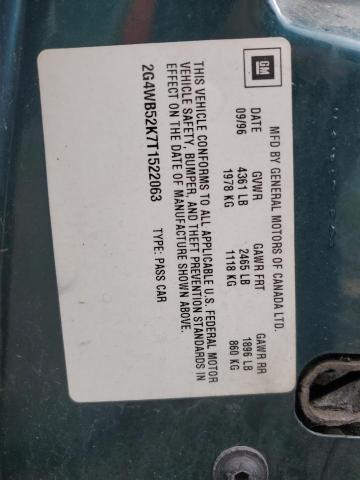 GM
MFD BY GENERAL MOTORS OF CANADA LTD.
DATE GVWR GAWR FRT GAWR RR
09/96 4361 LB 2465 LB 1896 LB
1978 KG 1118 KG 860 KG
THIS VEHICLE CONFORMS TO ALL APPLICABLE U.S. FEDERAL MOTOR
VEHICLE SAFETY, BUMPER, AND THEFT PREVENTION STANDARDS IN
EFFECT ON THE DATE OF MANUFACTURE SHOWN ABOVE.
2G4WB52K7T1522063 TYPE: PASS CAR